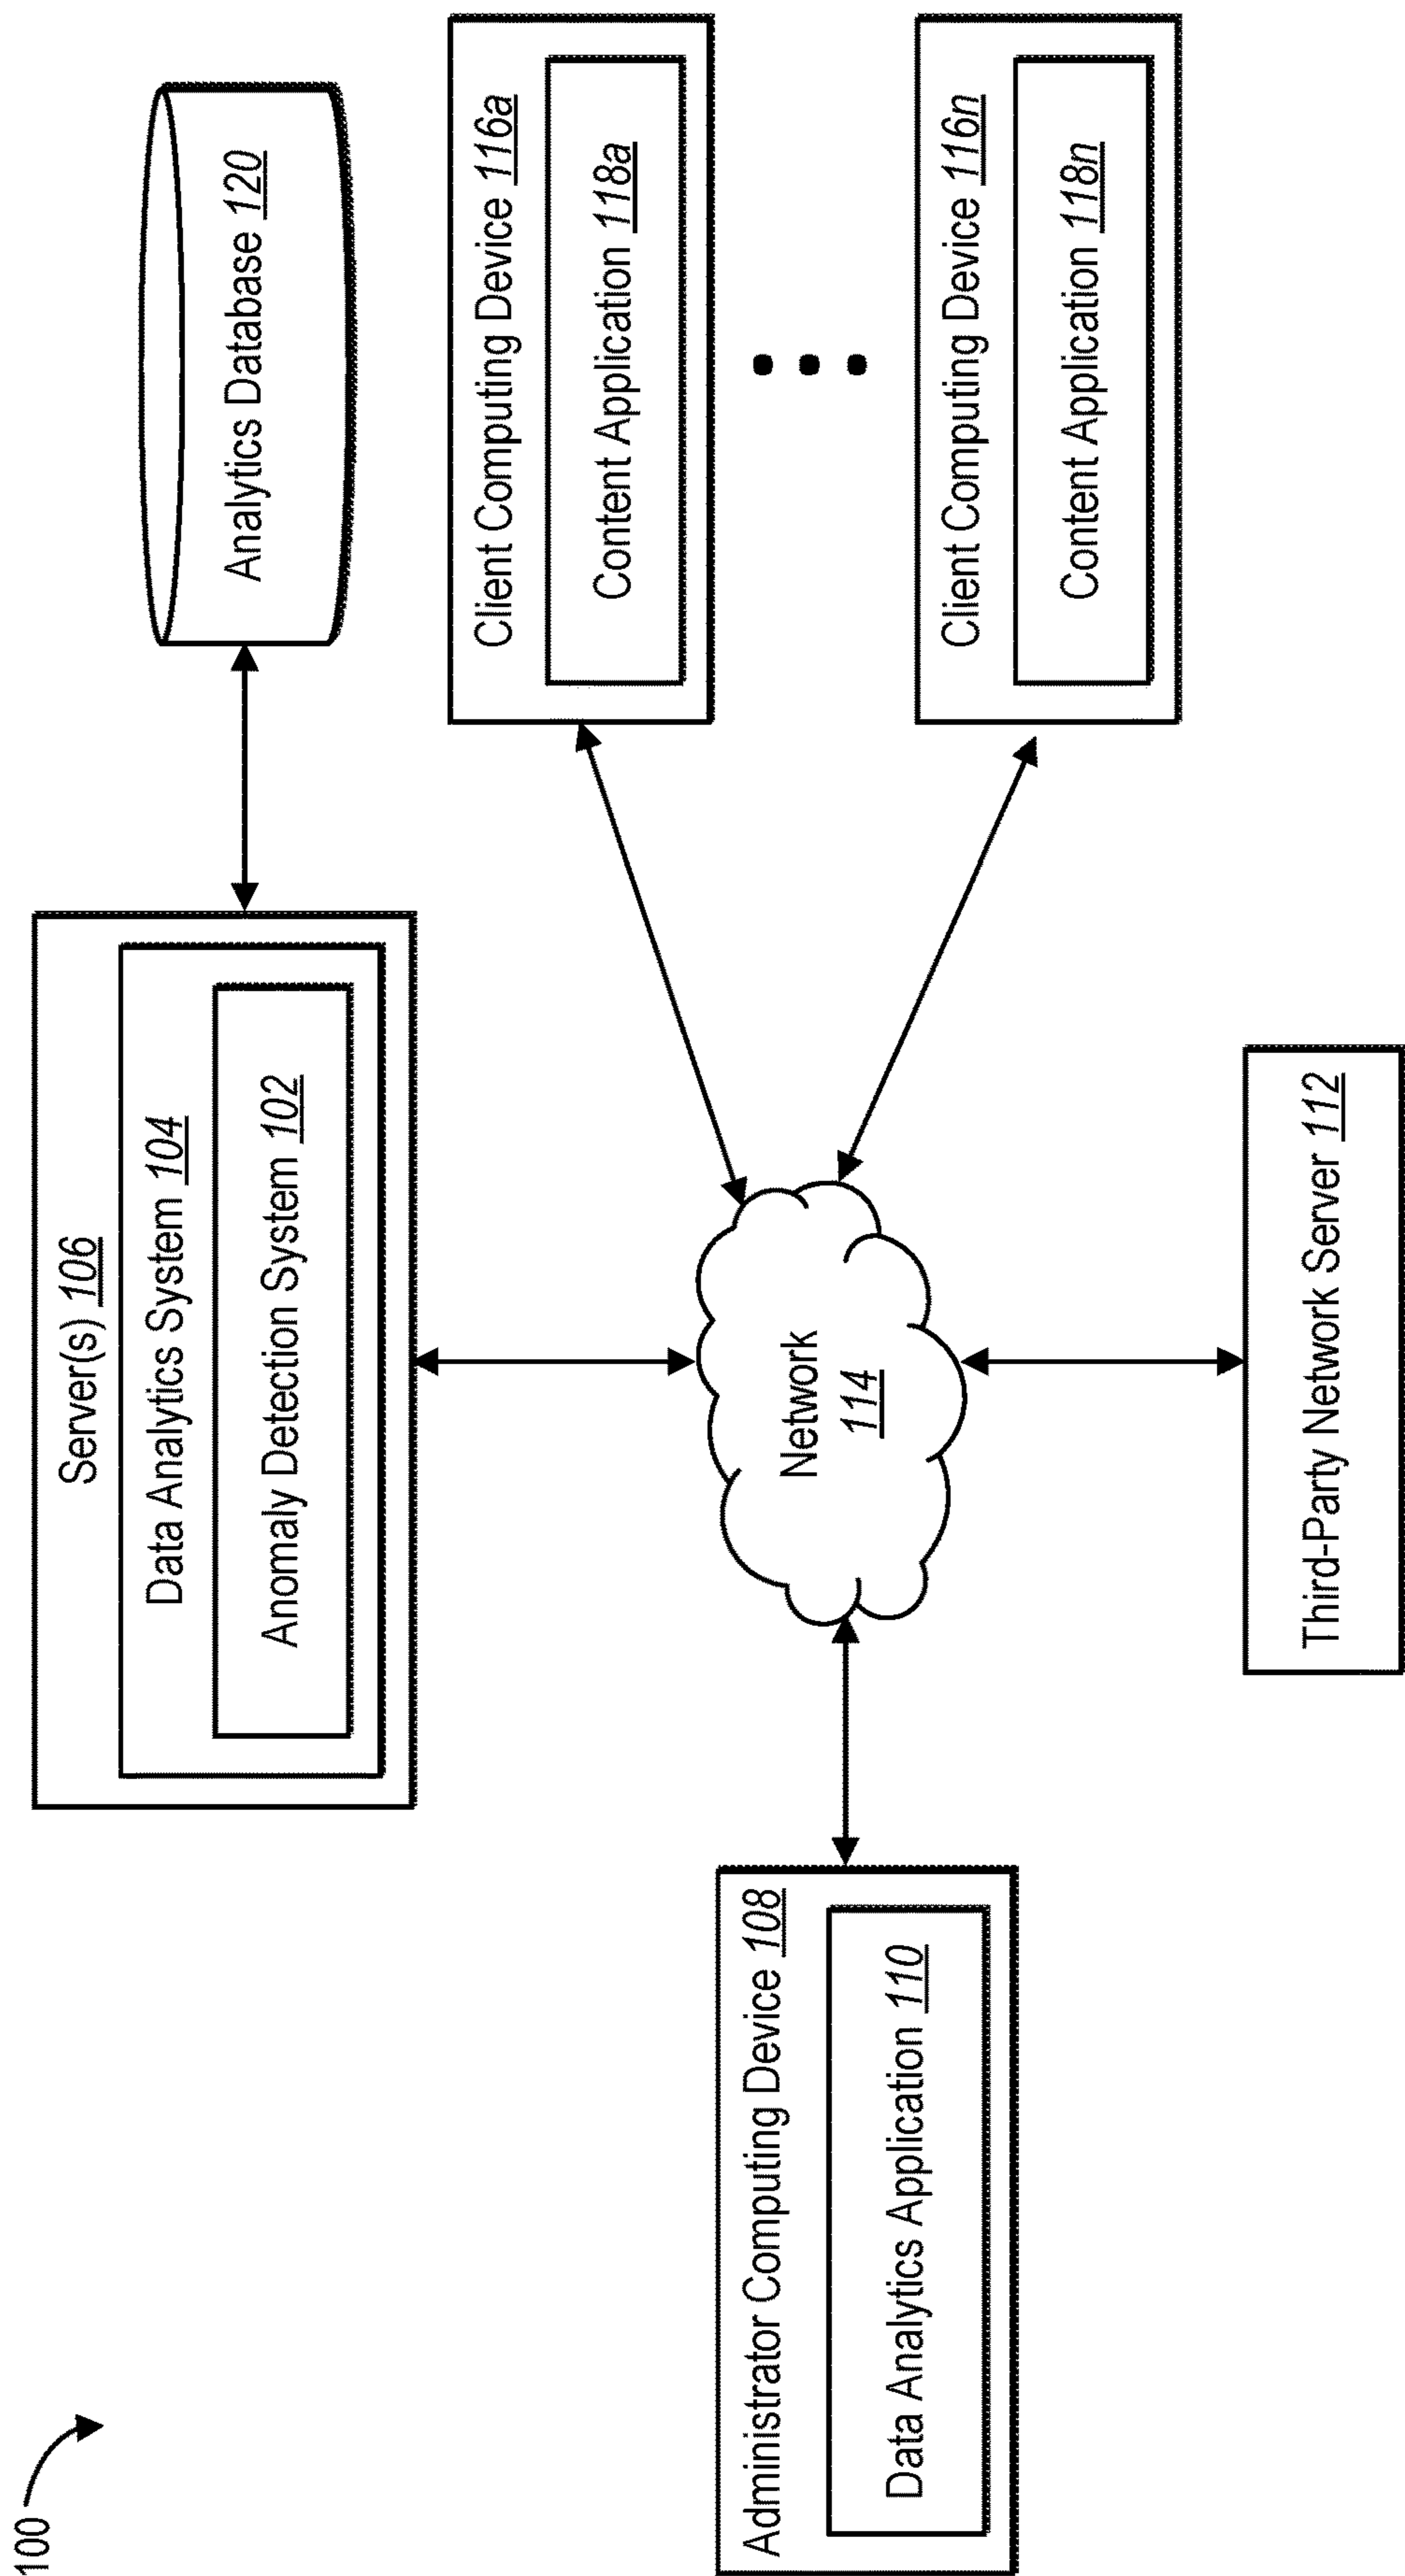 100
Server(s) 106
Data Analytics System 104
Anomaly Detection System 102
Analytics Database 120
Administrator Computing Device 108
Data Analytics Application 110
Network
114
Client Computing Device 116a
Content Application 118a
Client Computing Device 116n
Content Application 118n
Third-Party Network Server 112